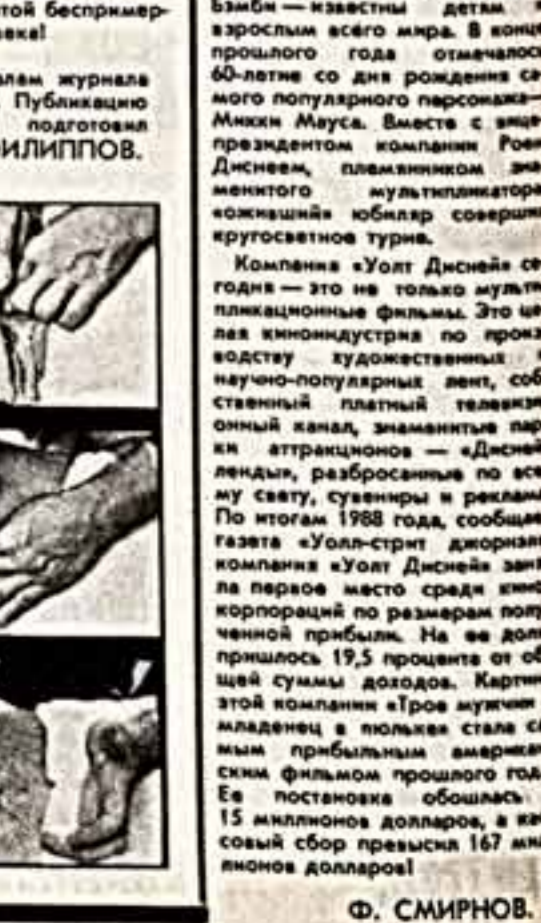 той беспример-
века!
алам журнала
Публикацию
подготовил
ФИЛИППОВ.
Бэмби — известны детям
взрослым всего мира. В конц
прошлого года отмечалос
60-летие со дня рождения са
мого популярного персонажа—
Микки Мауса. Вместе с вице
президентом компании Роем
Диснеем, племянником зна
менитого мультипликатора
«оживший» юбиляр соверши
кругосветное турне.
Компания «Уолт Дисней» се
годня — это не только мульти
пликационные фильмы. Это це
лая киноиндустрия по произ
водству художественных
научно-популярных лент, соб
ственный платный телевизи
онный канал, знаменитые пар
ки аттракционов — «Дисней
ленды», разбросанные по все
му свету, сувениры и реклама
По итогам 1988 года, сообщае
газета «Уолл-стрит джорнал»
компания «Уолт Дисней» заня
ла первое место среди кино
корпораций по размерам полу
ченной прибыли. На ее долю
пришлось 19,5 процента от об
щей суммы доходов. Картина
этой компании «Трое мужчин
младенец в люльке» стала са
мым прибыльным американ
ским фильмом прошлого год
Ее постановка обошлась
15 миллионов долларов, а кас
совый сбор превысил 167 мил
лионов долларов!
Ф. СМИРНОВ.